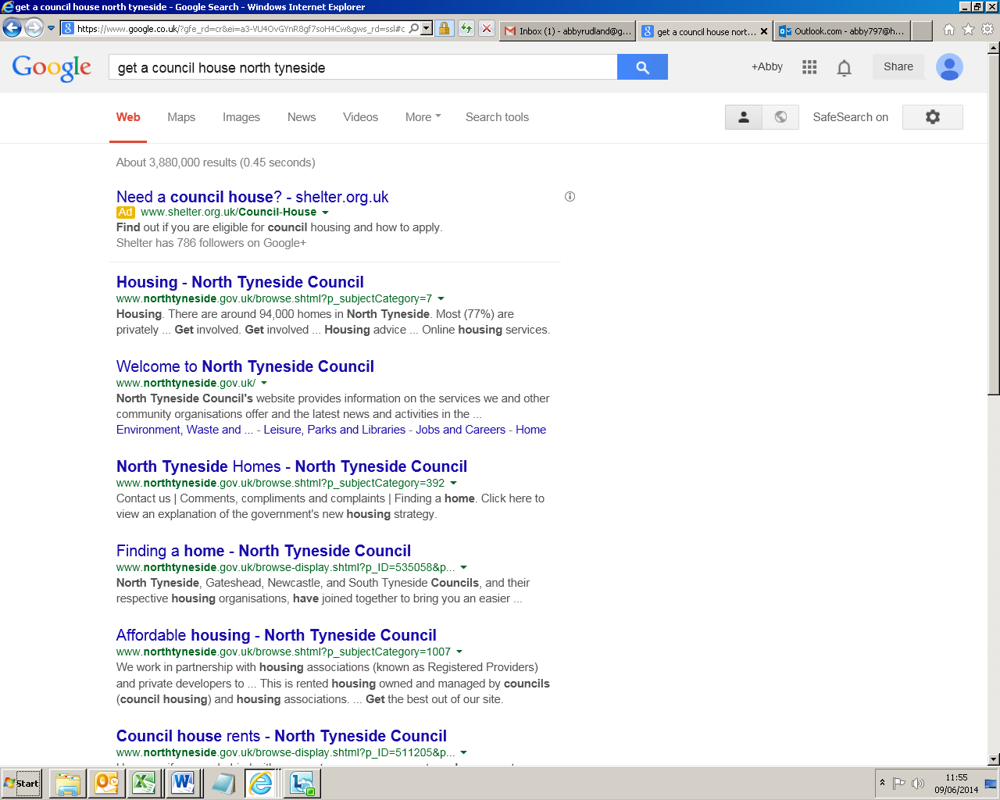 get a council house north tyneside - Google Search - Windows Internet Explorer
https://www.google.co.uk/?gfe_rd=cr&ei=a3-VU4OvGYnR8gf7soH4Cw&gws_rd=ssl#c
Inbox (1) - abbyrudland@g...
get a council house nort...
Outlook.com - abby797@h...
Google
get a council house north tyneside
+Abby
Share
Web Maps Images News Videos More Search tools
SafeSearch on
About 3,880,000 results (0.45 seconds)
Need a council house? - shelter.org.uk
Ad www.shelter.org.uk/Council-House
Find out if you are eligible for council housing and how to apply.
Shelter has 786 followers on Google+
Housing - North Tyneside Council
www.northtyneside.gov.uk/browse.shtml?p_subjectCategory=7
Housing. There are around 94,000 homes in North Tyneside. Most (77%) are
privately ... Get involved. Get involved ... Housing advice ... Online housing services.
Welcome to North Tyneside Council
www.northtyneside.gov.uk/
North Tyneside Council's website provides information on the services we and other
community organisations offer and the latest news and activities in the ...
Environment, Waste and ... - Leisure, Parks and Libraries - Jobs and Careers - Home
North Tyneside Homes - North Tyneside Council
www.northtyneside.gov.uk/browse.shtml?p_subjectCategory=392
Contact us | Comments, compliments and complaints | Finding a home. Click here to
view an explanation of the government's new housing strategy.
Finding a home - North Tyneside Council
www.northtyneside.gov.uk/browse-display.shtml?p_ID=535058&p...
North Tyneside, Gateshead, Newcastle, and South Tyneside Councils, and their
respective housing organisations, have joined together to bring you an easier ...
Affordable housing - North Tyneside Council
www.northtyneside.gov.uk/browse.shtml?p_subjectCategory=1007
We work in partnership with housing associations (known as Registered Providers)
and private developers to ... This is rented housing owned and managed by councils
(council housing) and housing associations. ... Get the best out of our site.
Council house rents - North Tyneside Council
www.northtyneside.gov.uk/browse-display.shtml?p_ID=511205&p...
Start
11:55
09/06/2014